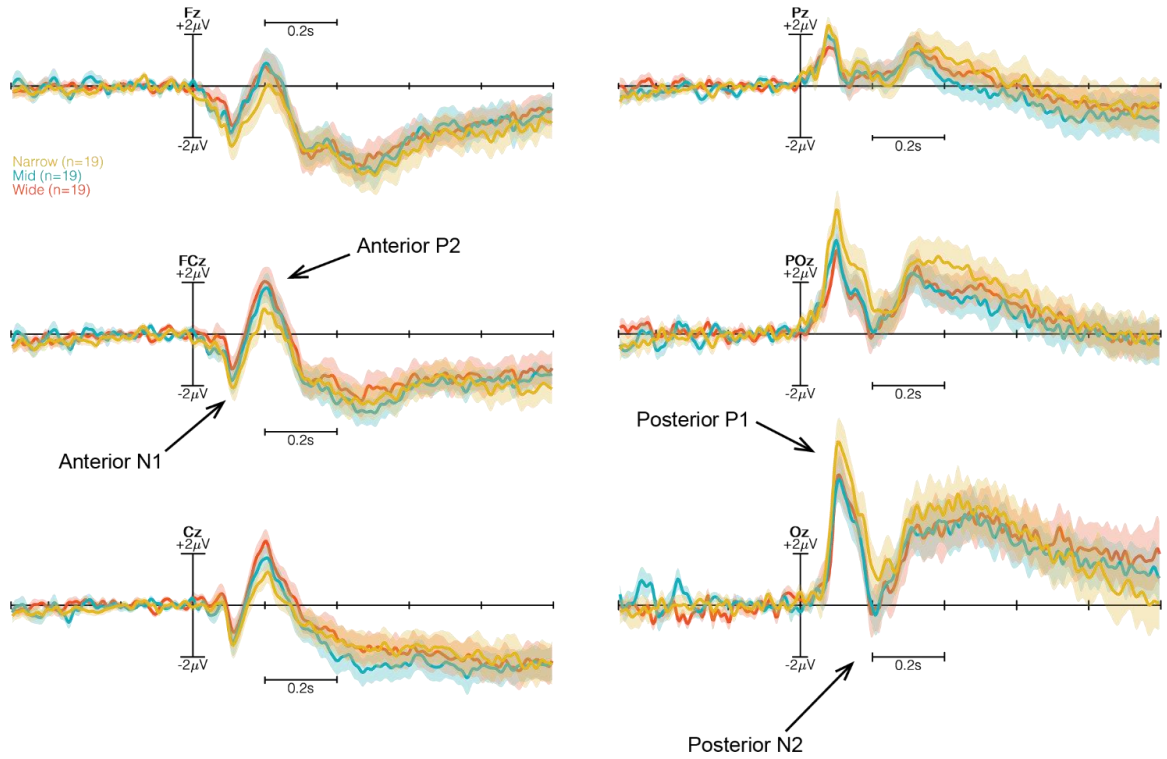 Fz
+2μV
0.2s
-2μV
Narrow (n=19)
Mid (n=19)
Wide (n=19)
Anterior P2
FCz
+2μV
-2μV
0.2s
Anterior N1
Cz
+2μV
-2μV
0.2s
Pz
+2μV
-2μV
0.2s
POz
+2μV
-2μV
0.2s
Posterior P1
Oz
+2μV
-2μV
0.2s
Posterior N2